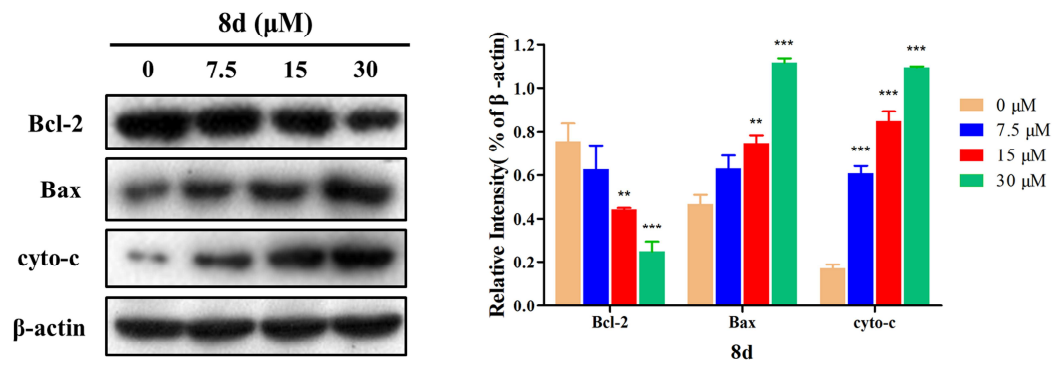 8d (μM)
0 7.5 15 30
Bcl-2
Bax
cyto-c
β-actin
Relative Intensity( % of β -actin)
1.2
1.0
0.8
0.6
0.4
0.2
0.0
**
***
**
***
***
***
***
Bcl-2 Bax cyto-c
8d
0 μM
7.5 μM
15 μM
30 μM